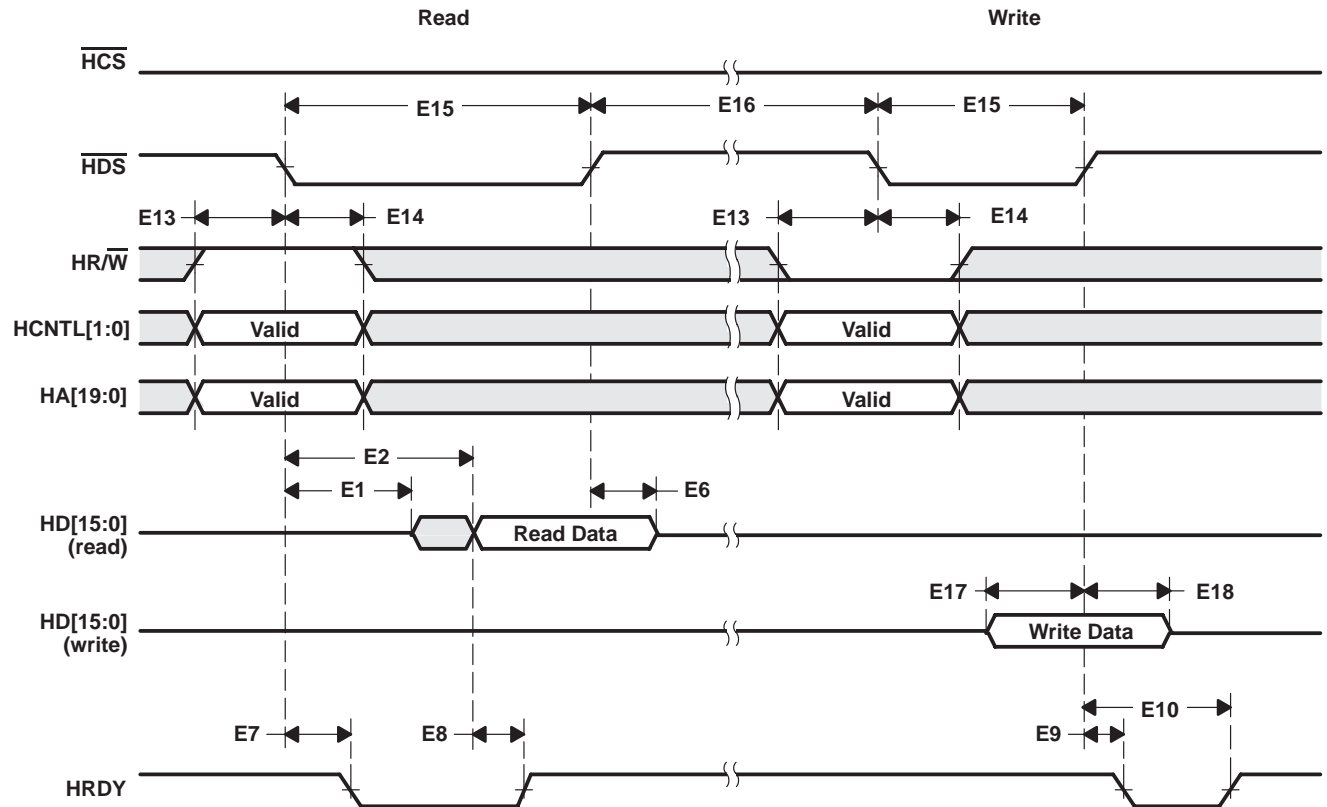 Read Write
HCS
E15 E16 E15
HDS
E13 E14 E13 E14
HR/W
HCNTL[1:0] Valid Valid
HA[19:0] Valid Valid
E2
E1 E6
HD[15:0]
(read)
Read Data
E17 E18
HD[15:0]
(write)
Write Data
E10
E7 E8 E9
HRDY